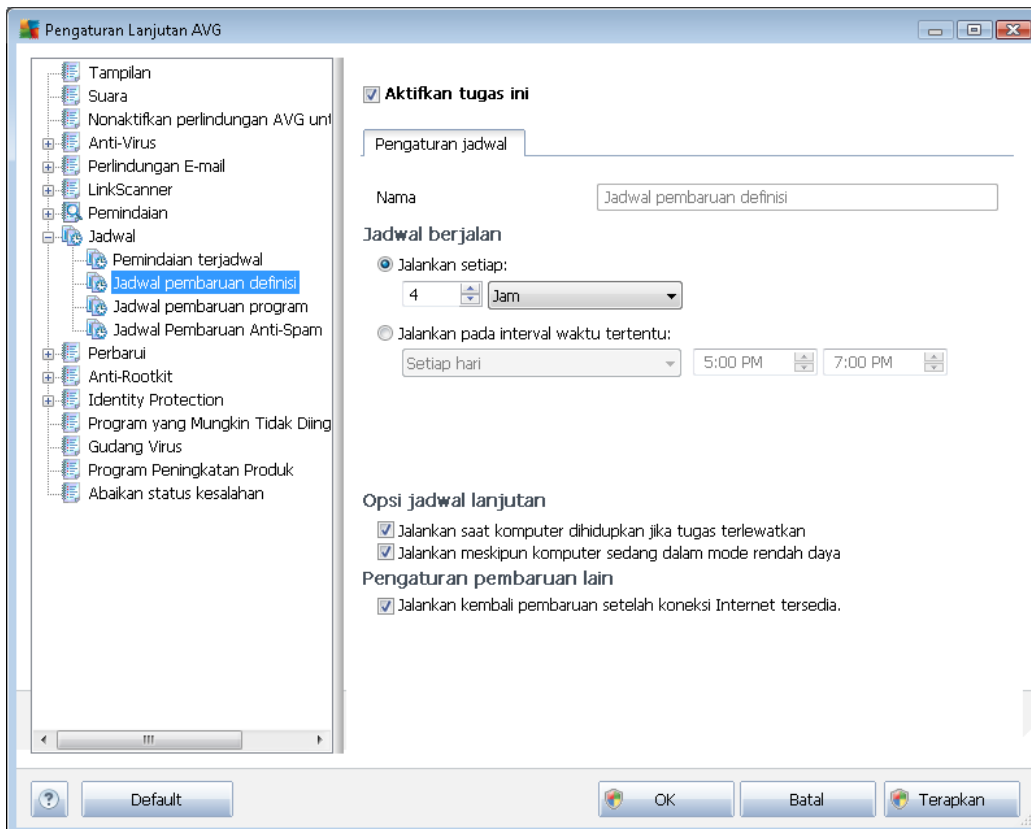 Pengaturan Lanjutan AVG
Tampilan
Suara
Nonaktifkan perlindungan AVG unt
Anti-Virus
Perlindungan E-mail
LinkScanner
Pemindaian
Jadwal
Pemindaian terjadwal
Jadwal pembaruan definisi
Jadwal pembaruan program
Jadwal Pembaruan Anti-Spam
Perbarui
Anti-Rootkit
Identity Protection
Program yang Mungkin Tidak Diing
Gudang Virus
Program Peningkatan Produk
Abaikan status kesalahan
Aktifkan tugas ini
Pengaturan jadwal
Nama Jadwal pembaruan definisi
Jadwal berjalan
Jalankan setiap:
4 Jam
Jalankan pada interval waktu tertentu:
Setiap hari 5:00 PM 7:00 PM
Opsi jadwal lanjutan
Jalankan saat komputer dihidupkan jika tugas terlewatkan
Jalankan meskipun komputer sedang dalam mode rendah daya
Pengaturan pembaruan lain
Jalankan kembali pembaruan setelah koneksi Internet tersedia.
? Default OK Batal Terapkan